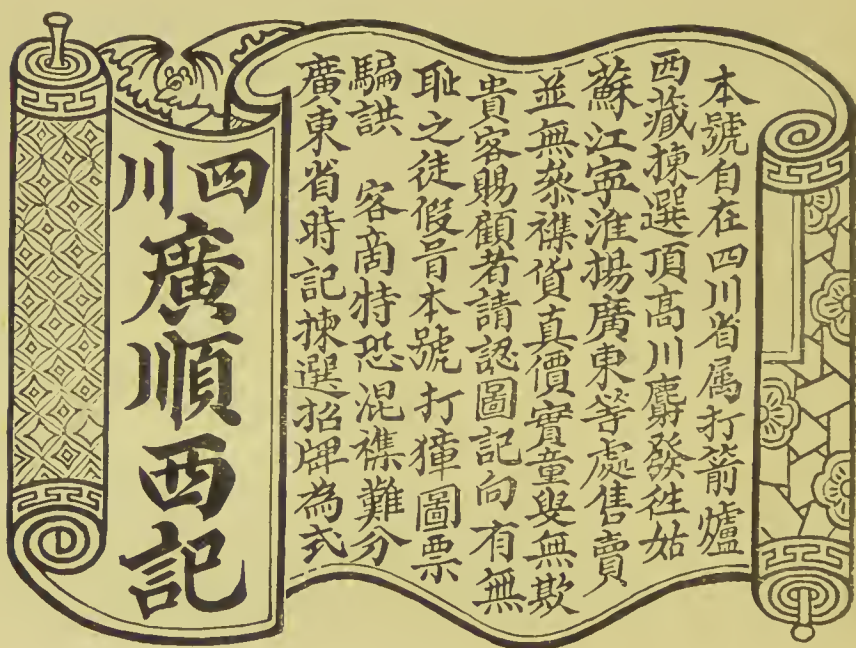 本號自在四川省属打箭爐
西藏揀選頂高川麝發往姑
蘇江寧淮揚廣東等處售賣
並無叅襍貨真價實童叟無欺
貴客賜顧者請認圖記向有無
耻之徒假冒本號打獐圖票
騙誆 客商特恐混襍難分
廣東省時記揀選招牌為式
四川
廣順西記